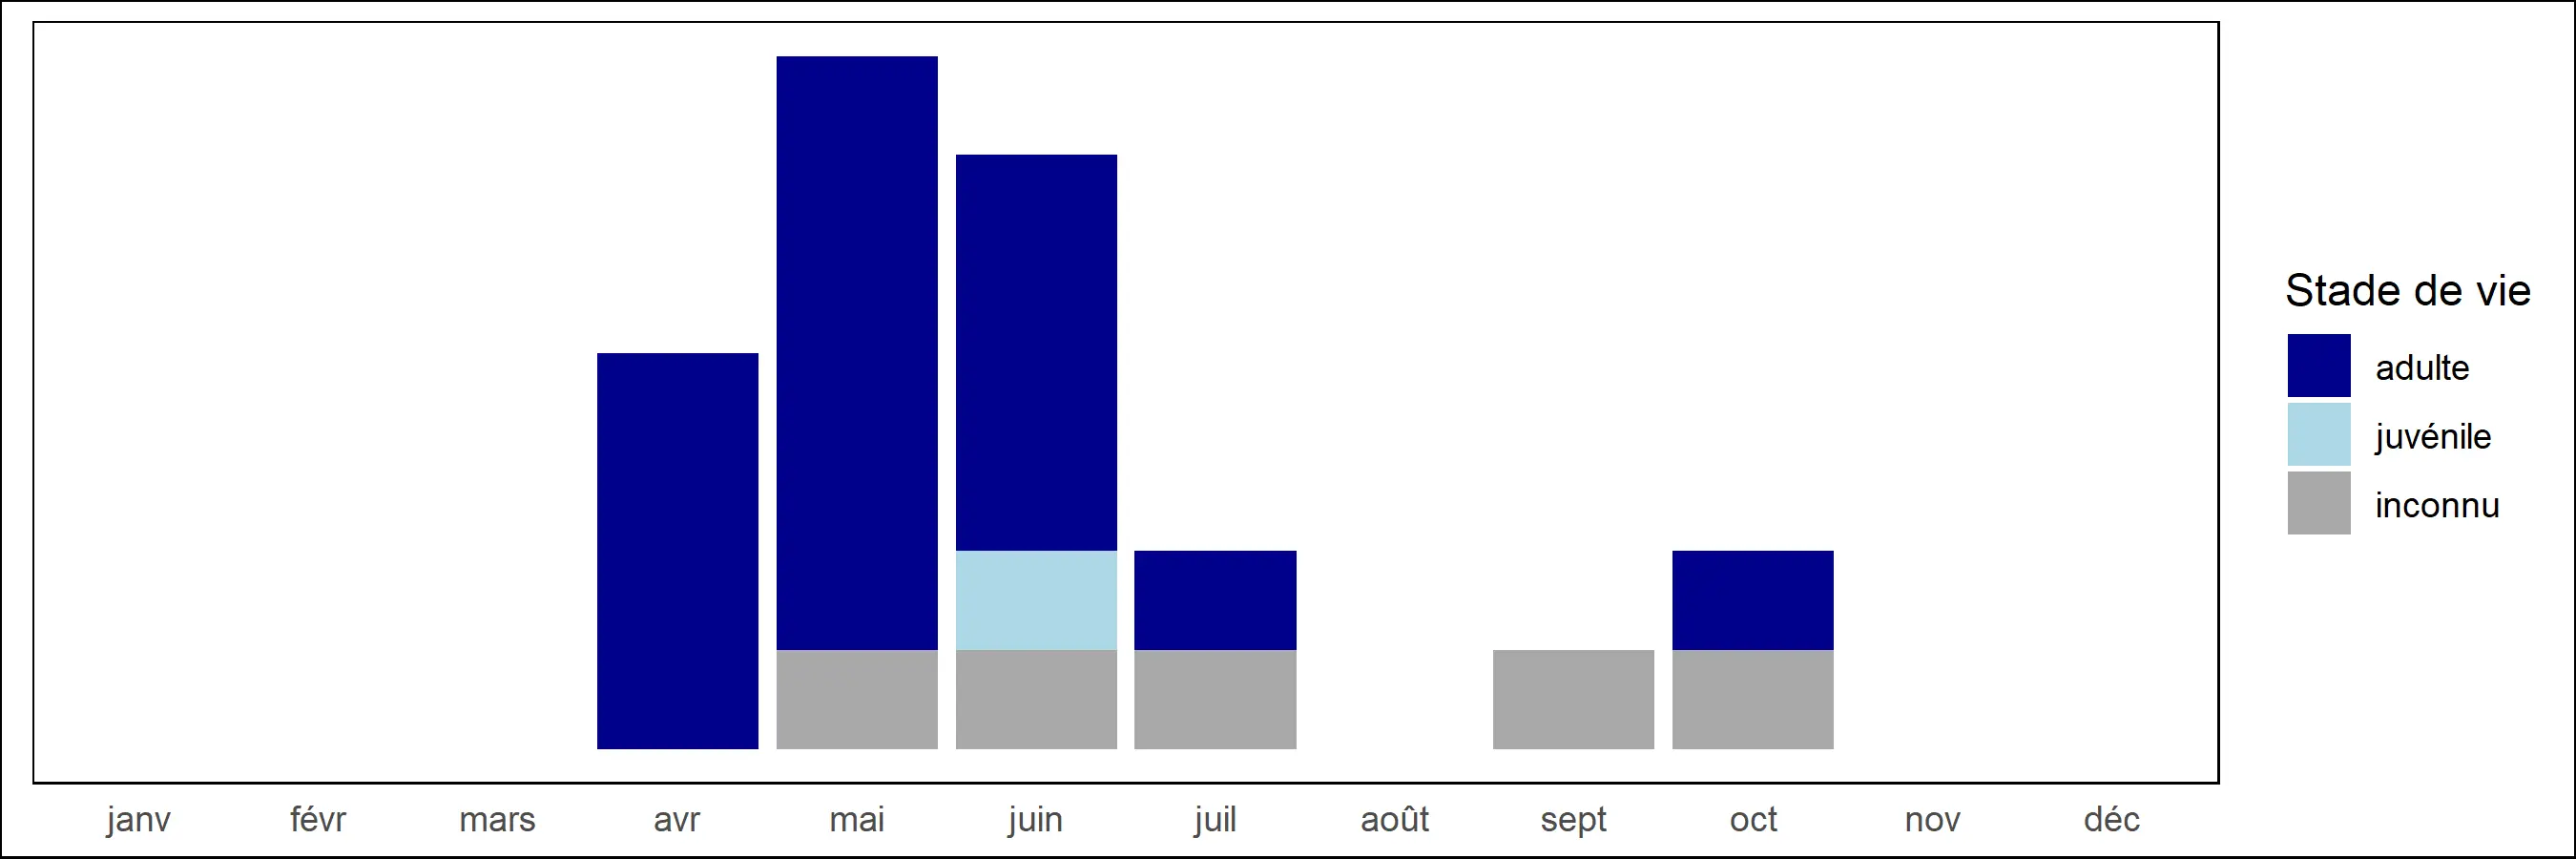 Stade de vie
adulte
juvénile
inconnu
janv févr mars avr mai juin juil août sept oct nov déc